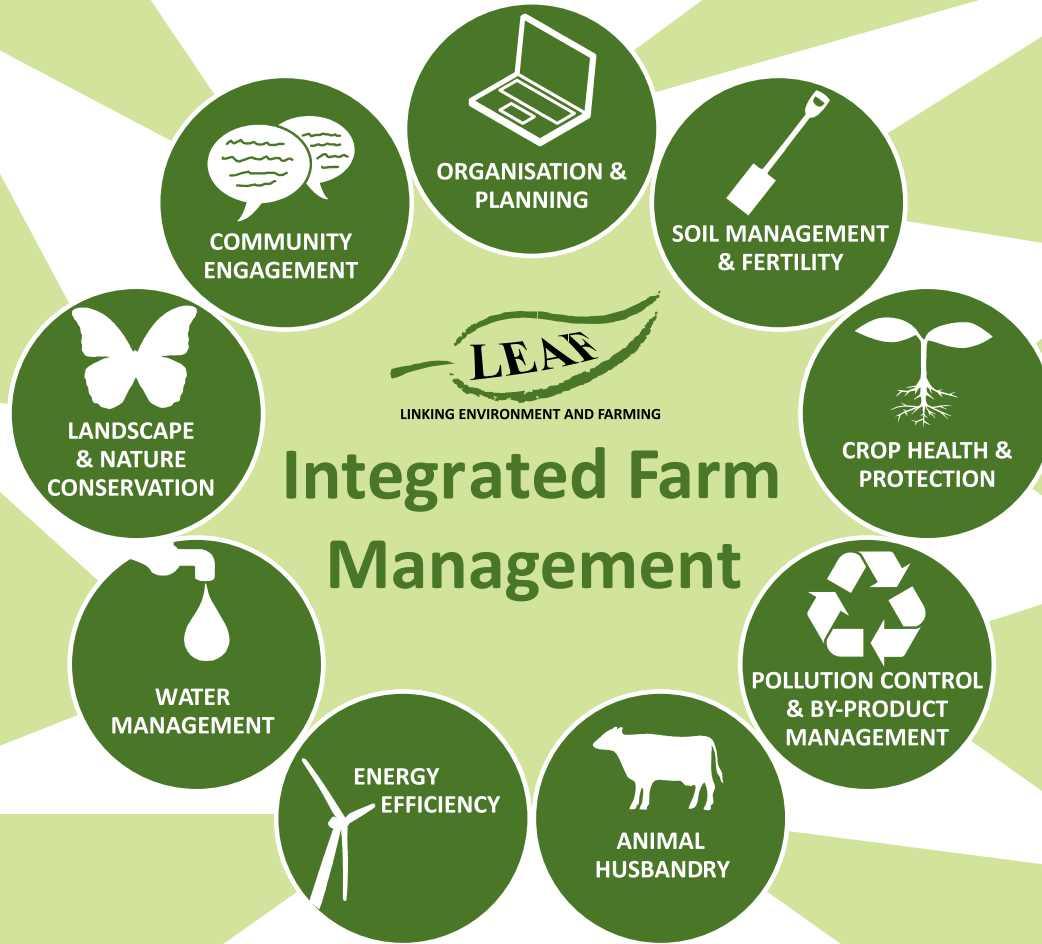 ORGANISATION &
PLANNING
SOIL MANAGEMENT
& FERTILITY
CROP HEALTH &
PROTECTION
POLLUTION CONTROL
& BY-PRODUCT
MANAGEMENT
ANIMAL
HUSBANDRY
ENERGY
EFFICIENCY
WATER
MANAGEMENT
LANDSCAPE
& NATURE
CONSERVATION
COMMUNITY
ENGAGEMENT
LEAF
LINKING ENVIRONMENT AND FARMING
Integrated Farm
Management